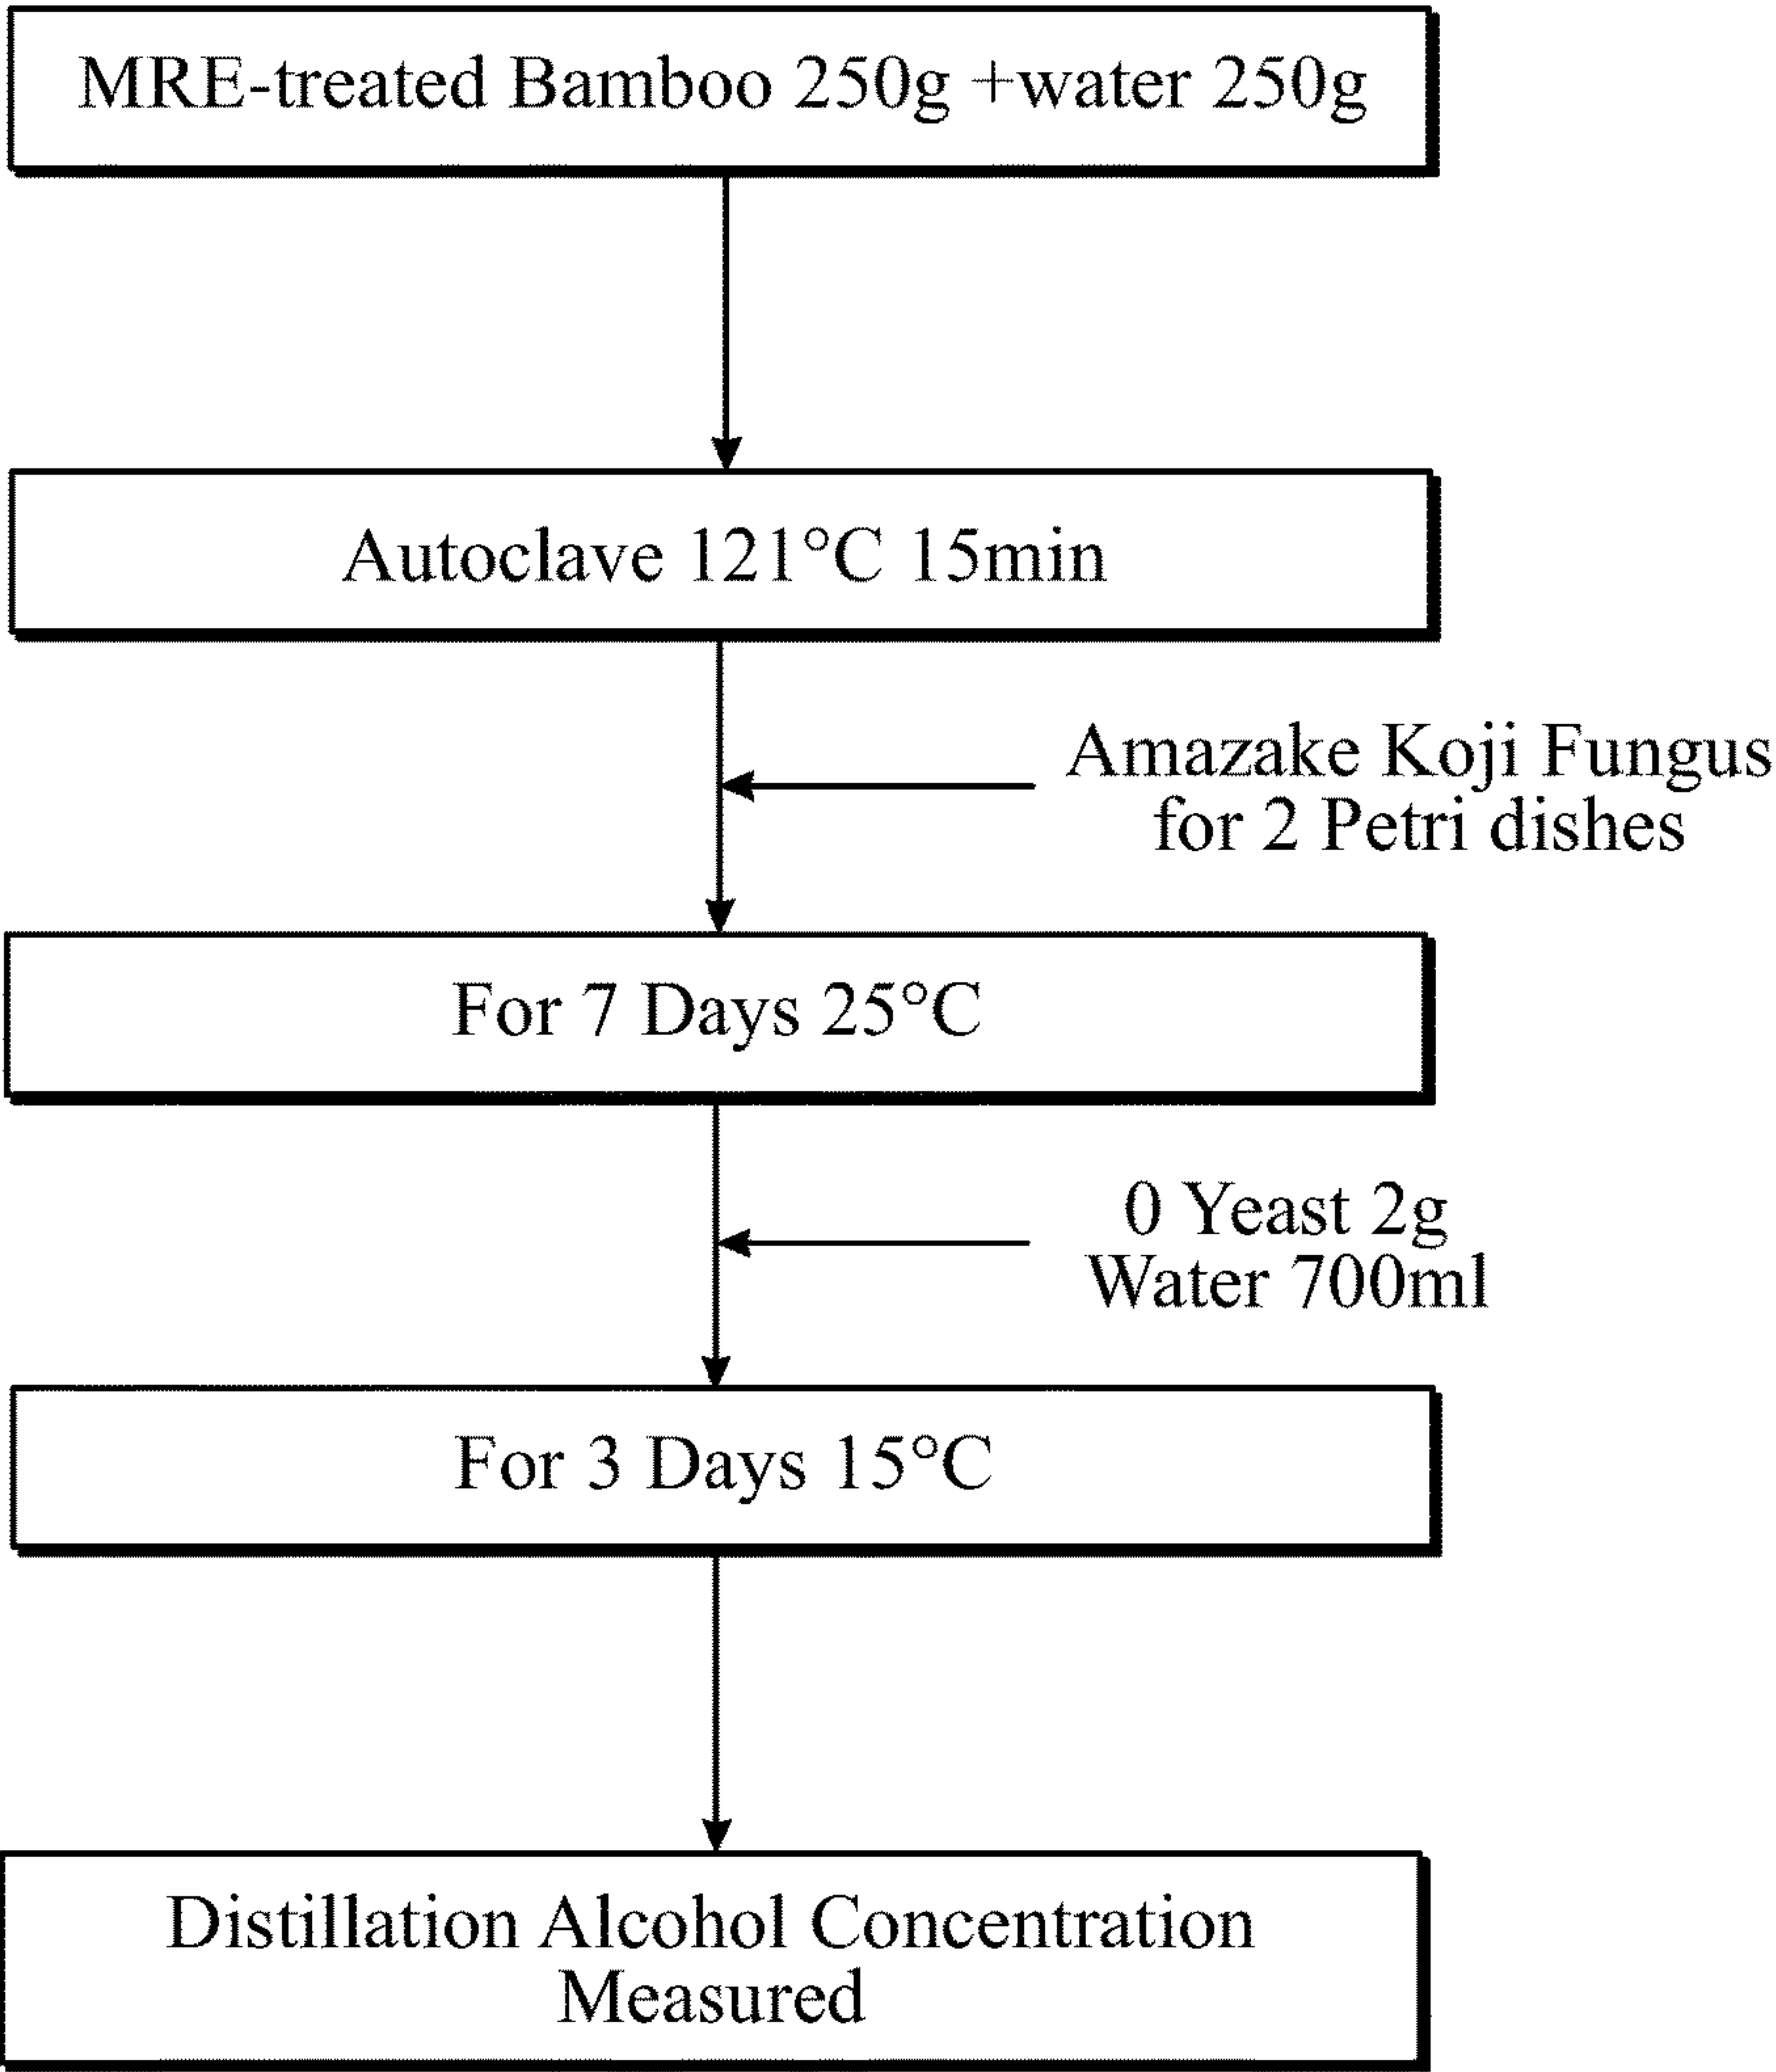 MRE-treated Bamboo 250g +water 250g
Autoclave 121°C 15min
Amazake Koji Fungus
for 2 Petri dishes
For 7 Days 25°C
0 Yeast 2g
Water 700ml
For 3 Days 15°C
Distillation Alcohol Concentration
Measured